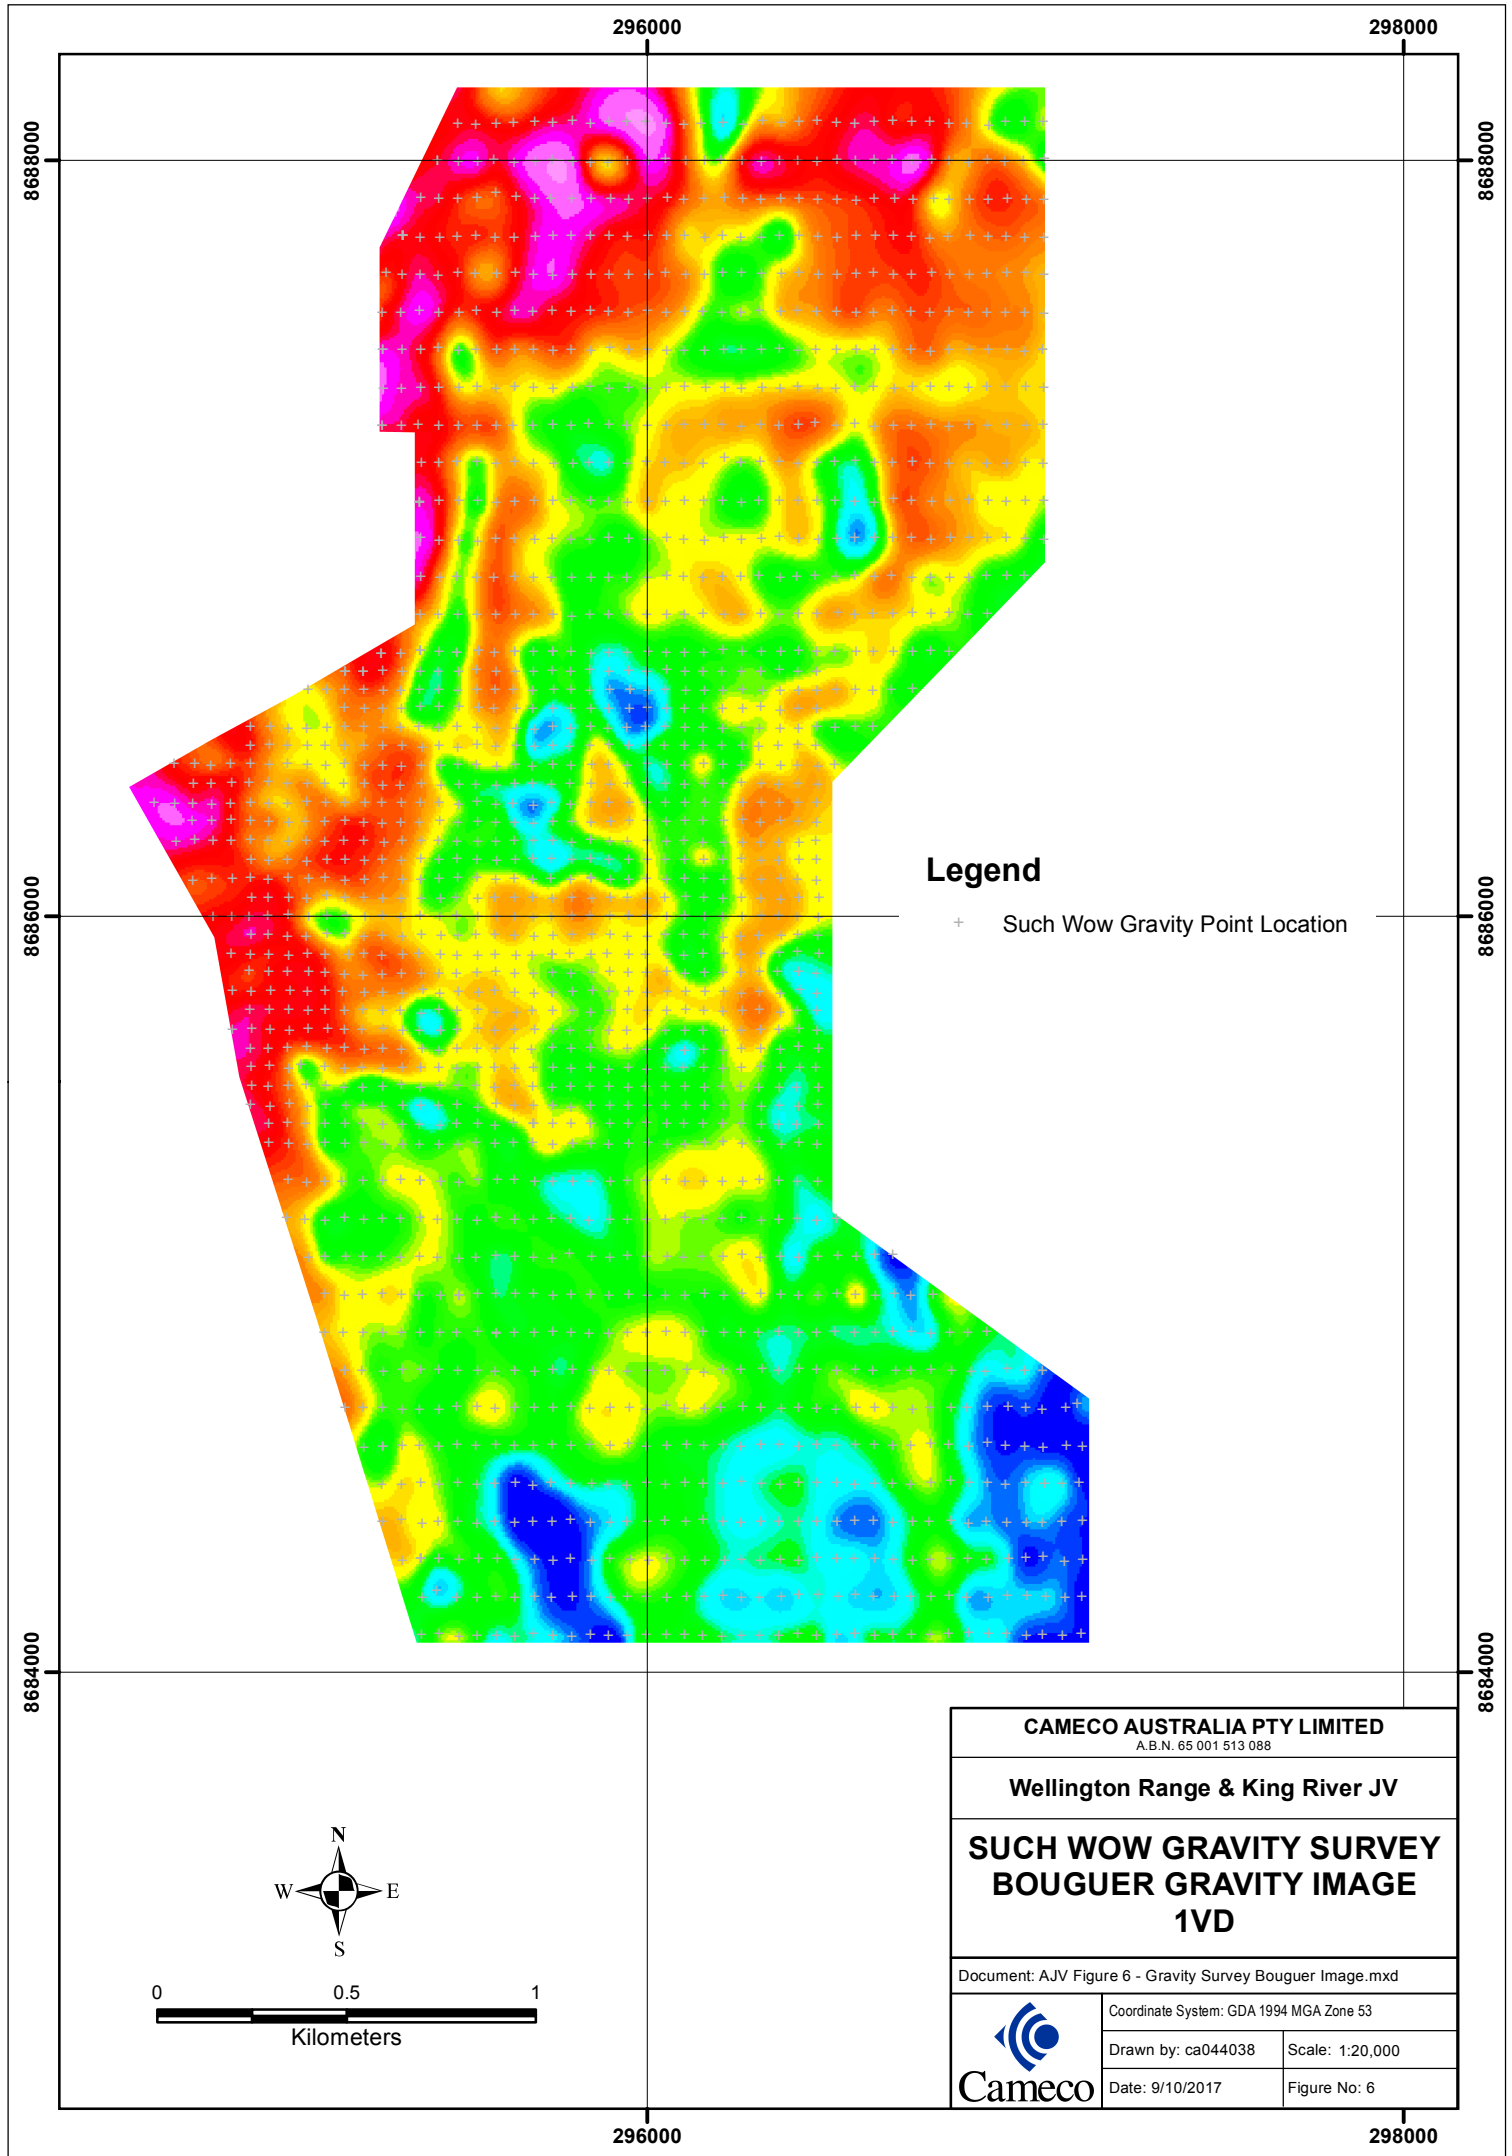 296000
298000
8688000
8688000
Legend
Such Wow Gravity Point Location
8686000
8686000
8684000
8684000
CAMECO AUSTRALIA PTY LIMITED
A.B.N. 65 001 513 088
Wellington Range & King River JV
SUCH WOW GRAVITY SURVEY
BOUGUER GRAVITY IMAGE
1VD
Document: AJV Figure 6 - Gravity Survey Bouguer Image.mxd
Coordinate System: GDA 1994 MGA Zone 53
Drawn by: ca044038
Scale: 1:20,000
Cameco
Date: 9/10/2017
Figure No: 6
N
W
E
S
0
0.5
1
Kilometers
296000
298000